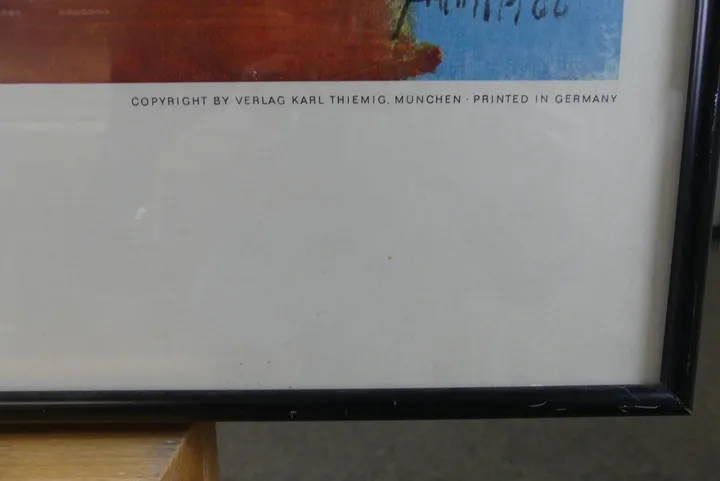 COPYRIGHT BY VERLAG KARL THIEMIG, MÜNCHEN · PRINTED IN GERMANY